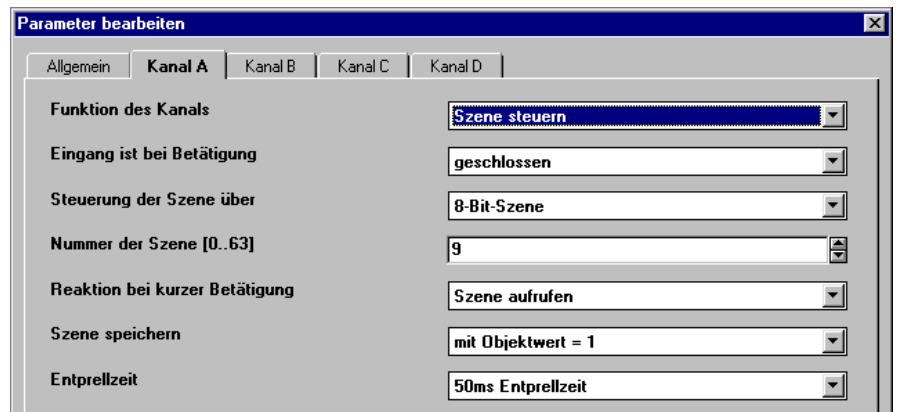 Parameter bearbeiten
Allgemein Kanal A Kanal B Kanal C Kanal D
Funktion des Kanals Szene steuern
Eingang ist bei Betätigung geschlossen
Steuerung der Szene über 8-Bit-Szene
Nummer der Szene [0..63] 9
Reaktion bei kurzer Betätigung Szene aufrufen
Szene speichern mit Objektwert = 1
Entprellzeit 50ms Entprellzeit